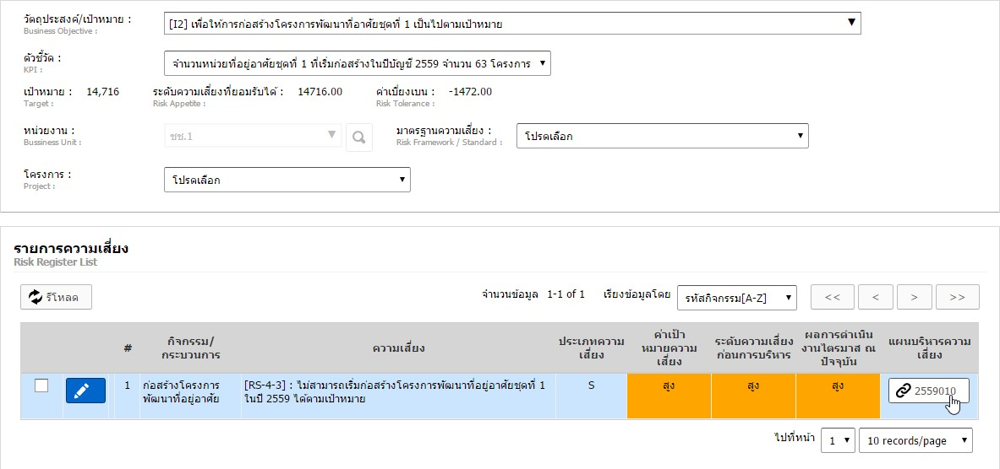 วัตถุประสงค์/เป้าหมาย :
Business Objective :
[I2] เพื่อให้การก่อสร้างโครงการพัฒนาที่อาศัยชุดที่ 1 เป็นไปตามเป้าหมาย
ตัวชี้วัด :
KPI :
จำนวนหน่วยที่อยู่อาศัยชุดที่ 1 ที่เริ่มก่อสร้างในปีบัญชี 2559 จำนวน 63 โครงการ
เป้าหมาย : 14,716 ระดับความเสี่ยงที่ยอมรับได้ : 14716.00 ค่าเบี่ยงเบน : -1472.00
Target : Risk Appetite : Risk Tolerance :
หน่วยงาน : ชช.1 มาตรฐานความเสี่ยง : โปรดเลือก
Bussiness Unit : Risk Framework / Standard :
โครงการ : โปรดเลือก
Project :
รายการความเสี่ยง
Risk Register List
รีโหลด จำนวนข้อมูล 1-1 of 1 เรียงข้อมูลโดย รหัสกิจกรรม[A-Z] << < > >>
# กิจกรรม/กระบวนการ ความเสี่ยง ประเภทความเสี่ยง ค่าเป้าหมายความเสี่ยง ระดับความเสี่ยงก่อนการบริหาร ผลการดำเนินงานไตรมาส ณ ปัจจุบัน แผนบริหารความเสี่ยง
1 ก่อสร้างโครงการ [RS-4-3] : ไม่สามารถเริ่มก่อสร้างโครงการพัฒนาที่อยู่อาศัยชุดที่ 1 S สูง สูง สูง 2559010
พัฒนาที่อยู่อาศัย ในปี 2559 ได้ตามเป้าหมาย
ไปที่หน้า 1 10 records/page